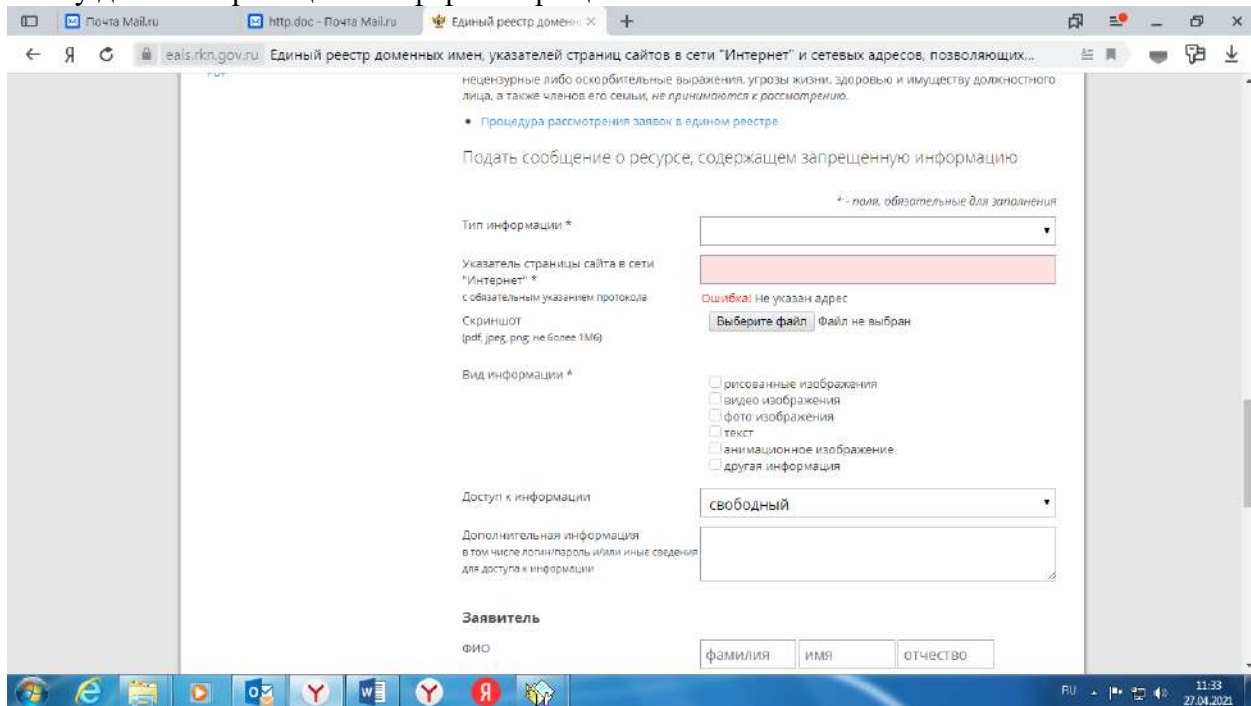 Почта Mail.ru
http.doc - Почта Mail.ru
Единый реестр доменн
eais.rkn.gov.ru Единый реестр доменных имен, указателей страниц сайтов в сети "Интернет" и сетевых адресов, позволяющих...
нецензурные либо оскорбительные выражения, угрозы жизни, здоровью и имуществу должностного
лица, а также членов его семьи, не принимаются к рассмотрению.
• Процедура рассмотрения заявок в едином реестре
Подать сообщение о ресурсе, содержащем запрещенную информацию
* - поля, обязательные для заполнения
Тип информации *
Указатель страницы сайта в сети
"Интернет" *
с обязательным указанием протокола
Ошибка! Не указан адрес
Скриншот
(pdf, jpeg, png; не более 1Мб)
Выберите файл Файл не выбран
Вид информации *
рисованные изображения
видео изображения
фото изображения
текст
анимационное изображение
другая информация
Доступ к информации
свободный
Дополнительная информация
в том числе логин/пароль и/или иные сведения
для доступа к информации
Заявитель
ФИО
фамилия
имя
отчество
RU
11:33
27.04.2021